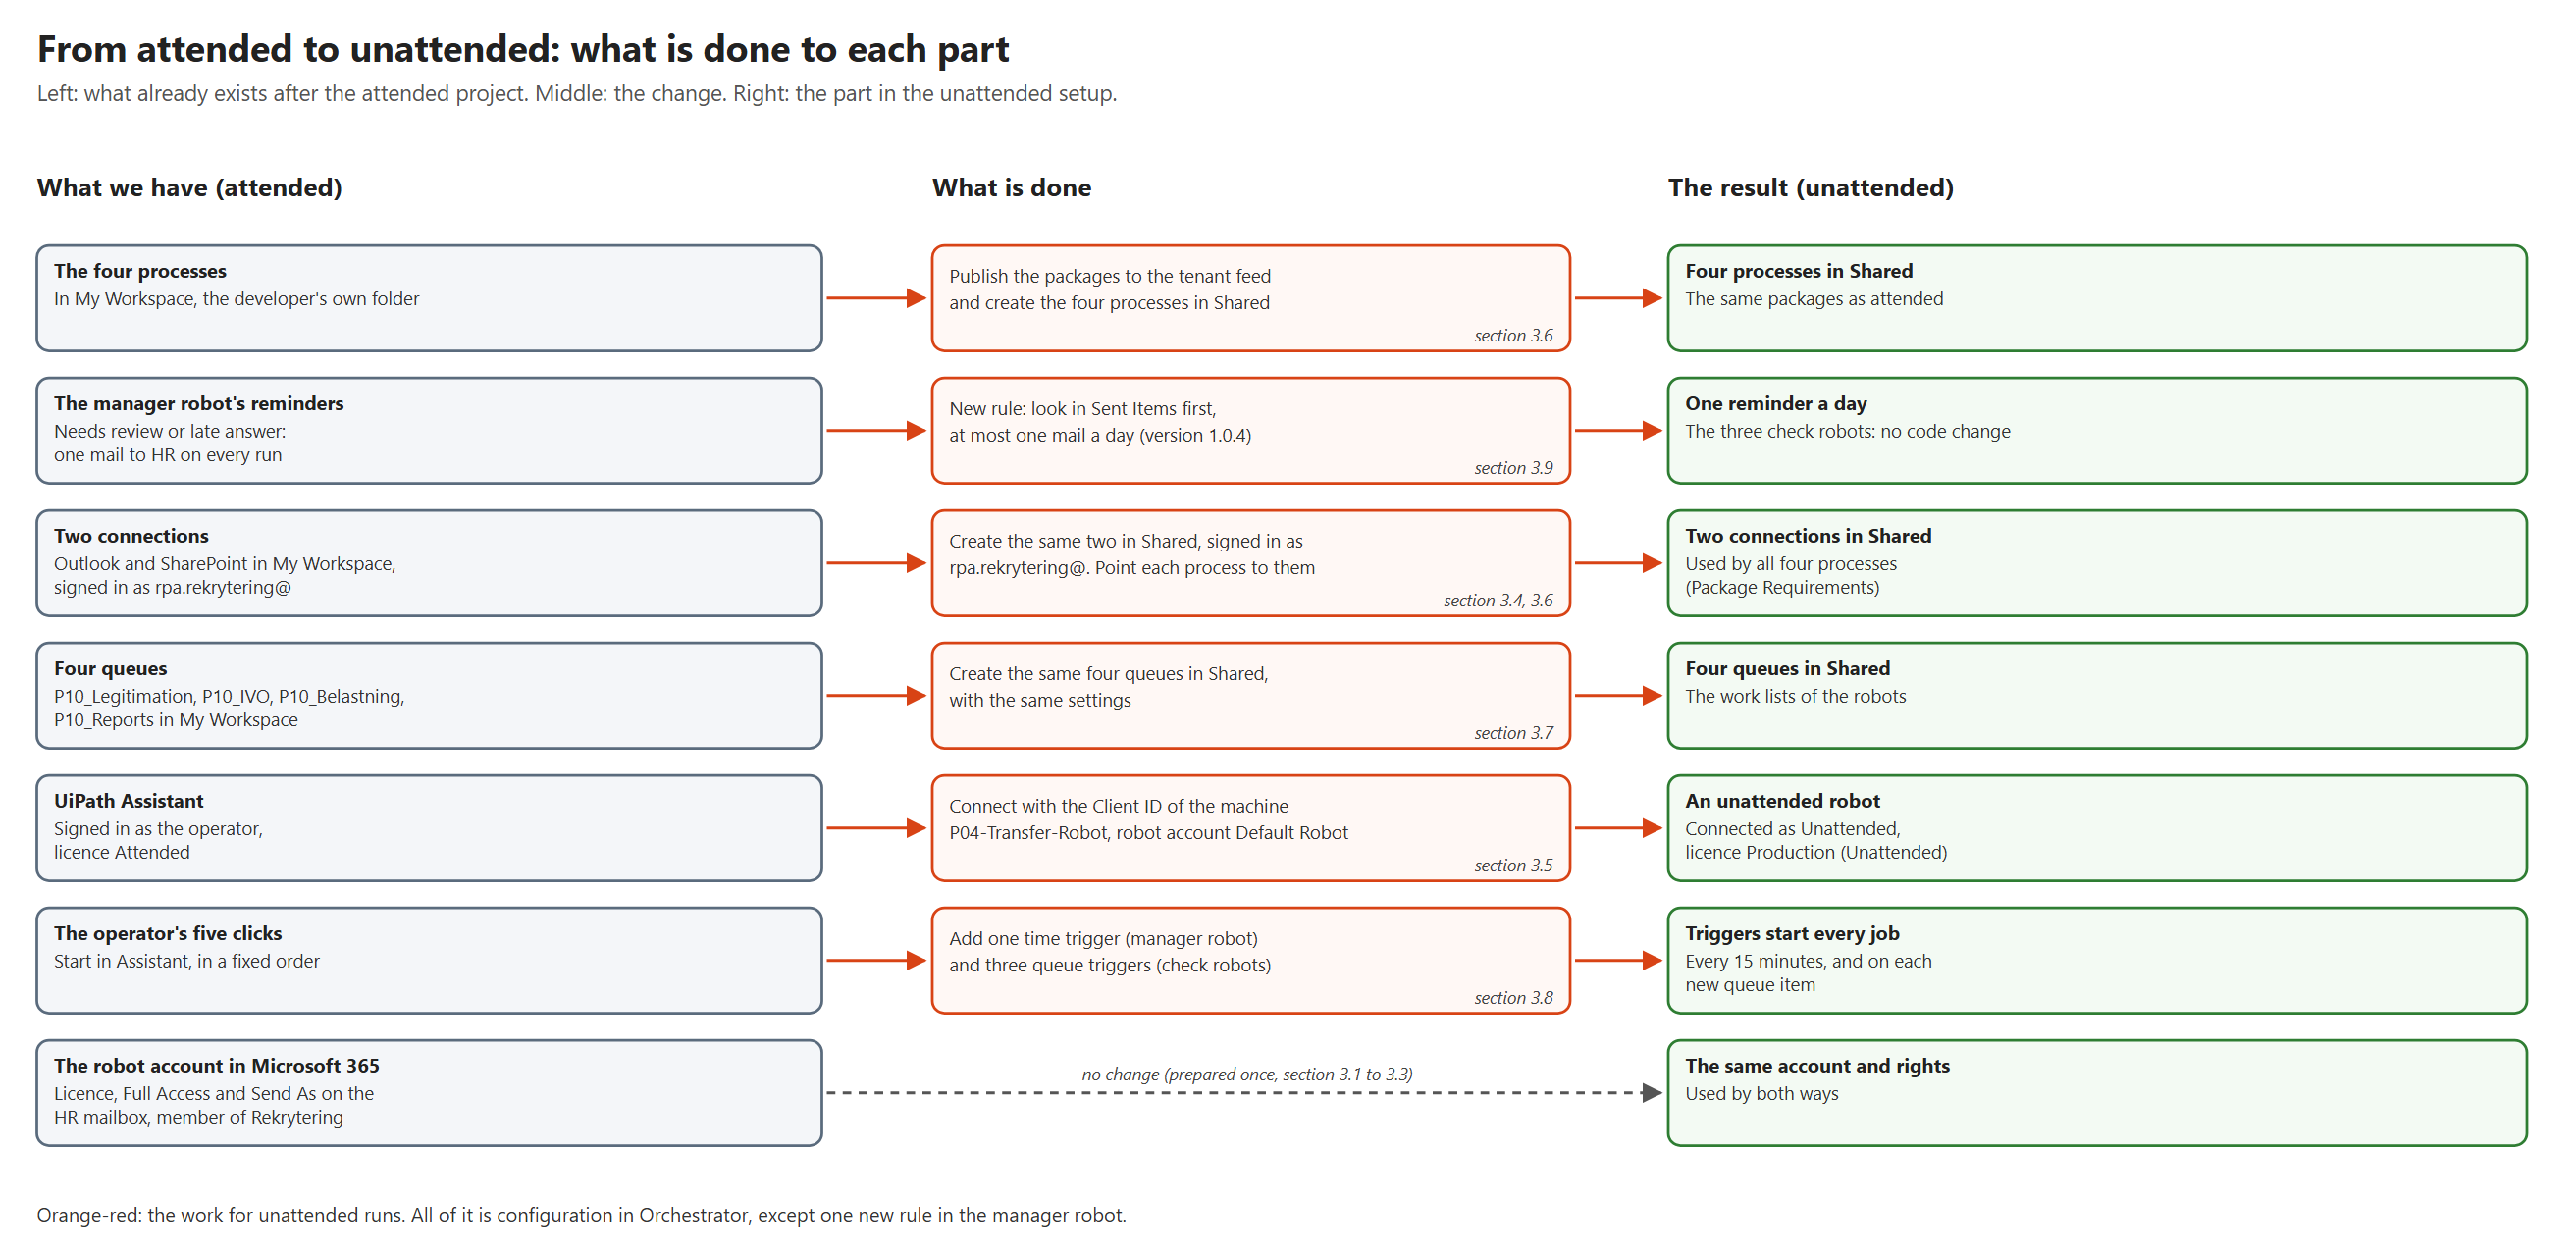 From attended to unattended: what is done to each part
Left: what already exists after the attended project. Middle: the change. Right: the part in the unattended setup.
What we have (attended)
What is done
The result (unattended)
The four processes
In My Workspace, the developer's own folder
Publish the packages to the tenant feed
and create the four processes in Shared
section 3.6
Four processes in Shared
The same packages as attended
The manager robot's reminders
Needs review or late answer:
one mail to HR on every run
New rule: look in Sent Items first,
at most one mail a day (version 1.0.4)
section 3.9
One reminder a day
The three check robots: no code change
Two connections
Outlook and SharePoint in My Workspace,
signed in as rpa.rekrytering@
Create the same two in Shared, signed in as
rpa.rekrytering@. Point each process to them
section 3.4, 3.6
Two connections in Shared
Used by all four processes
(Package Requirements)
Four queues
P10_Legitimation, P10_IVO, P10_Belastning,
P10_Reports in My Workspace
Create the same four queues in Shared,
with the same settings
section 3.7
Four queues in Shared
The work lists of the robots
UiPath Assistant
Signed in as the operator,
licence Attended
Connect with the Client ID of the machine
P04-Transfer-Robot, robot account Default Robot
section 3.5
An unattended robot
Connected as Unattended,
licence Production (Unattended)
The operator's five clicks
Start in Assistant, in a fixed order
Add one time trigger (manager robot)
and three queue triggers (check robots)
section 3.8
Triggers start every job
Every 15 minutes, and on each
new queue item
The robot account in Microsoft 365
Licence, Full Access and Send As on the
HR mailbox, member of Rekrytering
no change (prepared once, section 3.1 to 3.3)
The same account and rights
Used by both ways
Orange-red: the work for unattended runs. All of it is configuration in Orchestrator, except one new rule in the manager robot.